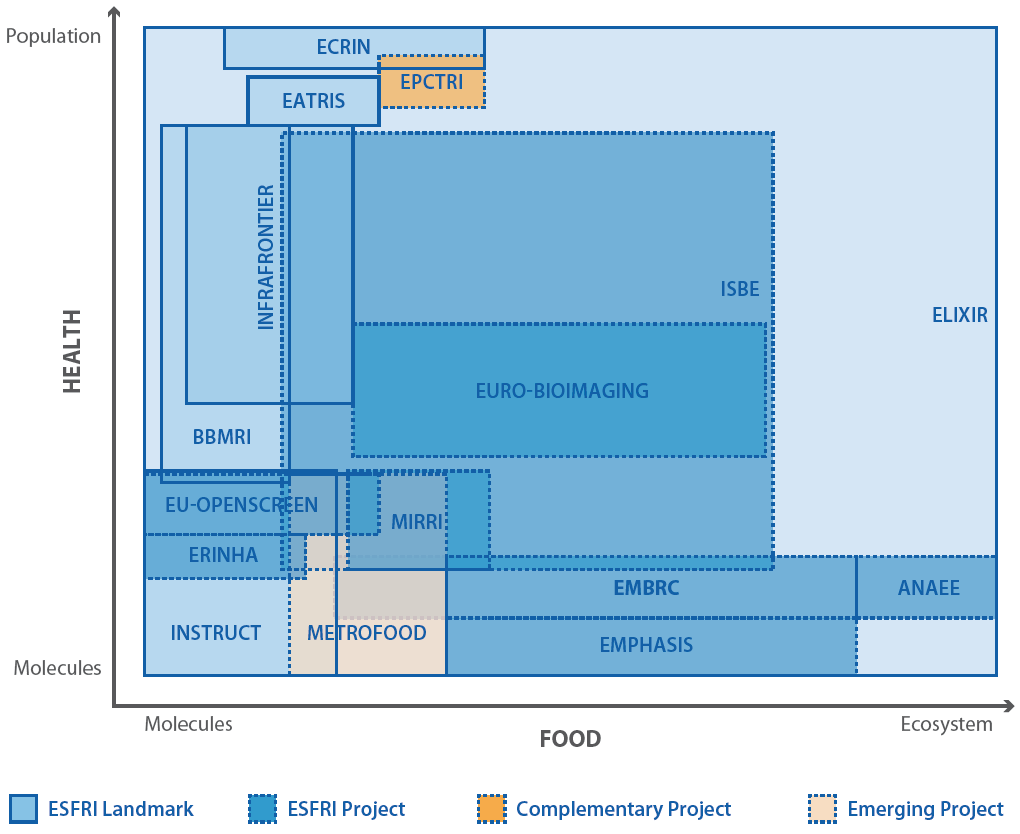 Population
ECRIN
EPCTRI
EATRIS
INFRAFRONTIER
ISBE
ELIXIR
HEALTH
EURO-BIOIMAGING
BBMRI
EU-OPENSCREEN
MIRRI
ERINHA
EMBRC
ANAEE
INSTRUCT
METROFOOD
EMPHASIS
Molecules
Molecules
Ecosystem
FOOD
ESFRI Landmark
ESFRI Project
Complementary Project
Emerging Project